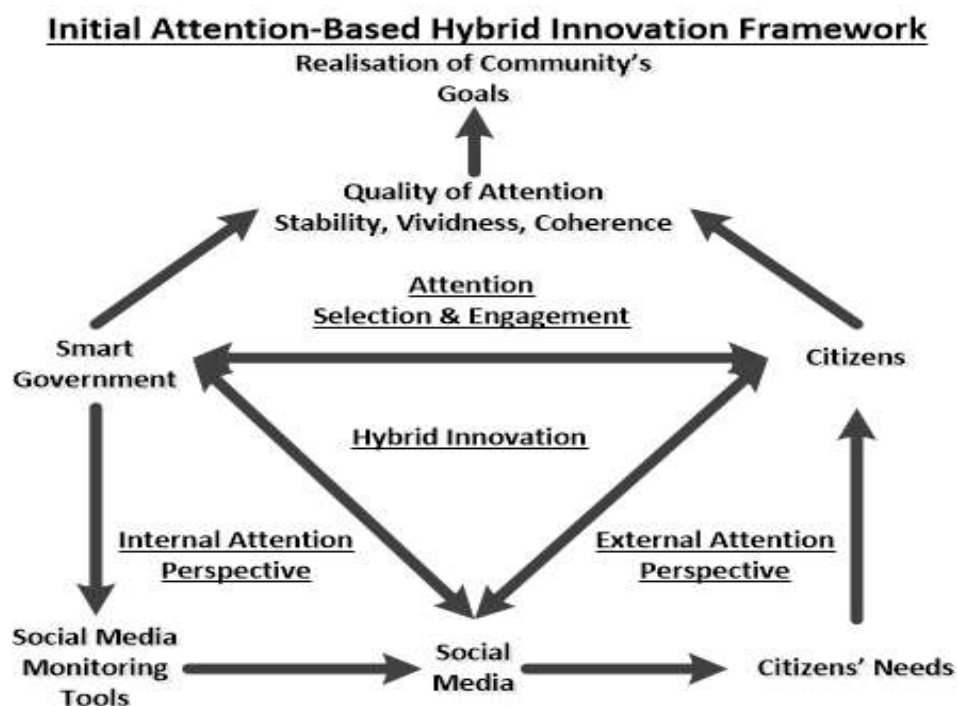 Initial Attention-Based Hybrid Innovation Framework
Realisation of Community's
Goals
Quality of Attention
Stability, Vividness, Coherence
Attention
Selection & Engagement
Smart
Government
Citizens
Hybrid Innovation
Internal Attention
Perspective
External Attention
Perspective
Social Media
Monitoring
Tools
Social
Media
Citizens' Needs